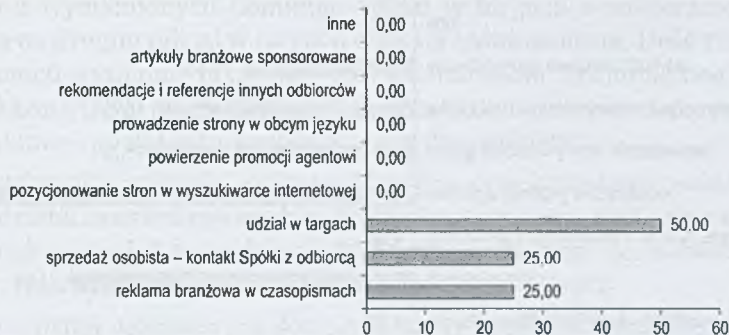 inne 0,00
artykuły branżowe sponsorowane 0,00
rekomendacje i referencje innych odbiorców 0,00
prowadzenie strony w obcym języku 0,00
powierzenie promocji agentowi 0,00
pozycjonowanie stron w wyszukiwarce internetowej 0,00
udział w targach 50.00
sprzedaż osobista – kontakt Spółki z odbiorcą 25,00
reklama branżowa w czasopismach 25,00
0 10 20 30 40 50 60